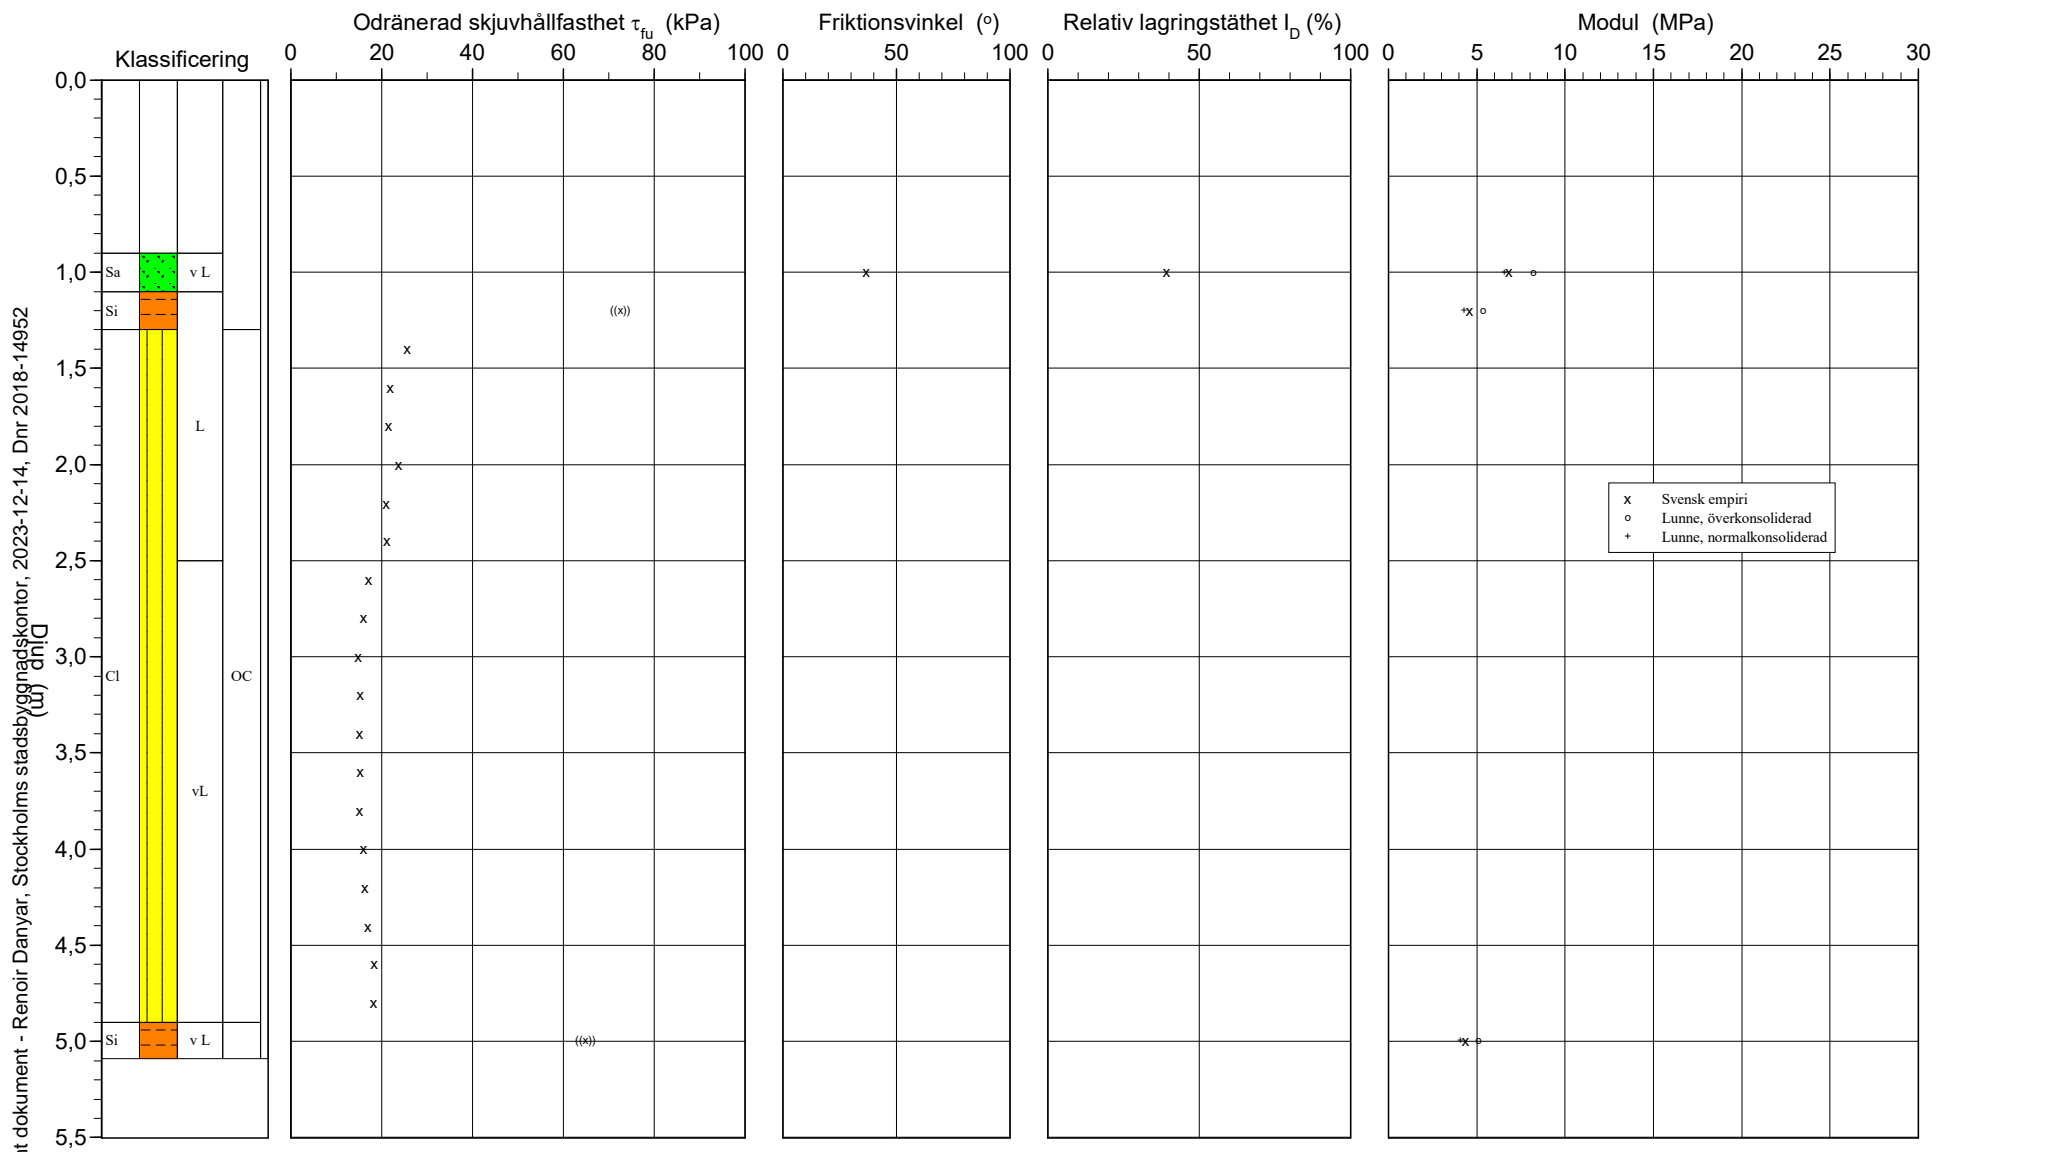 Klassificering
Odränerad skjuvhållfasthet τfu (kPa)
Friktionsvinkel (o)
Relativ lagringstäthet ID (%)
Modul (MPa)
0 20 40 60 80 100
0 50 100
0 50 100
0 5 10 15 20 25 30
0,0
0,5
1,0
1,5
2,0
2,5
3,0
3,5
4,0
4,5
5,0
5,5
Djup (m)
nt dokument - Renoir Danyar, Stockholms stadsbyggnadskontor, 2023-12-14, Dnr 2018-14952
Sa v L
Si
L
Cl OC
vL
Si v L
((x))
((x))
x Svensk empiri
o Lunne, överkonsoliderad
+ Lunne, normalkonsoliderad